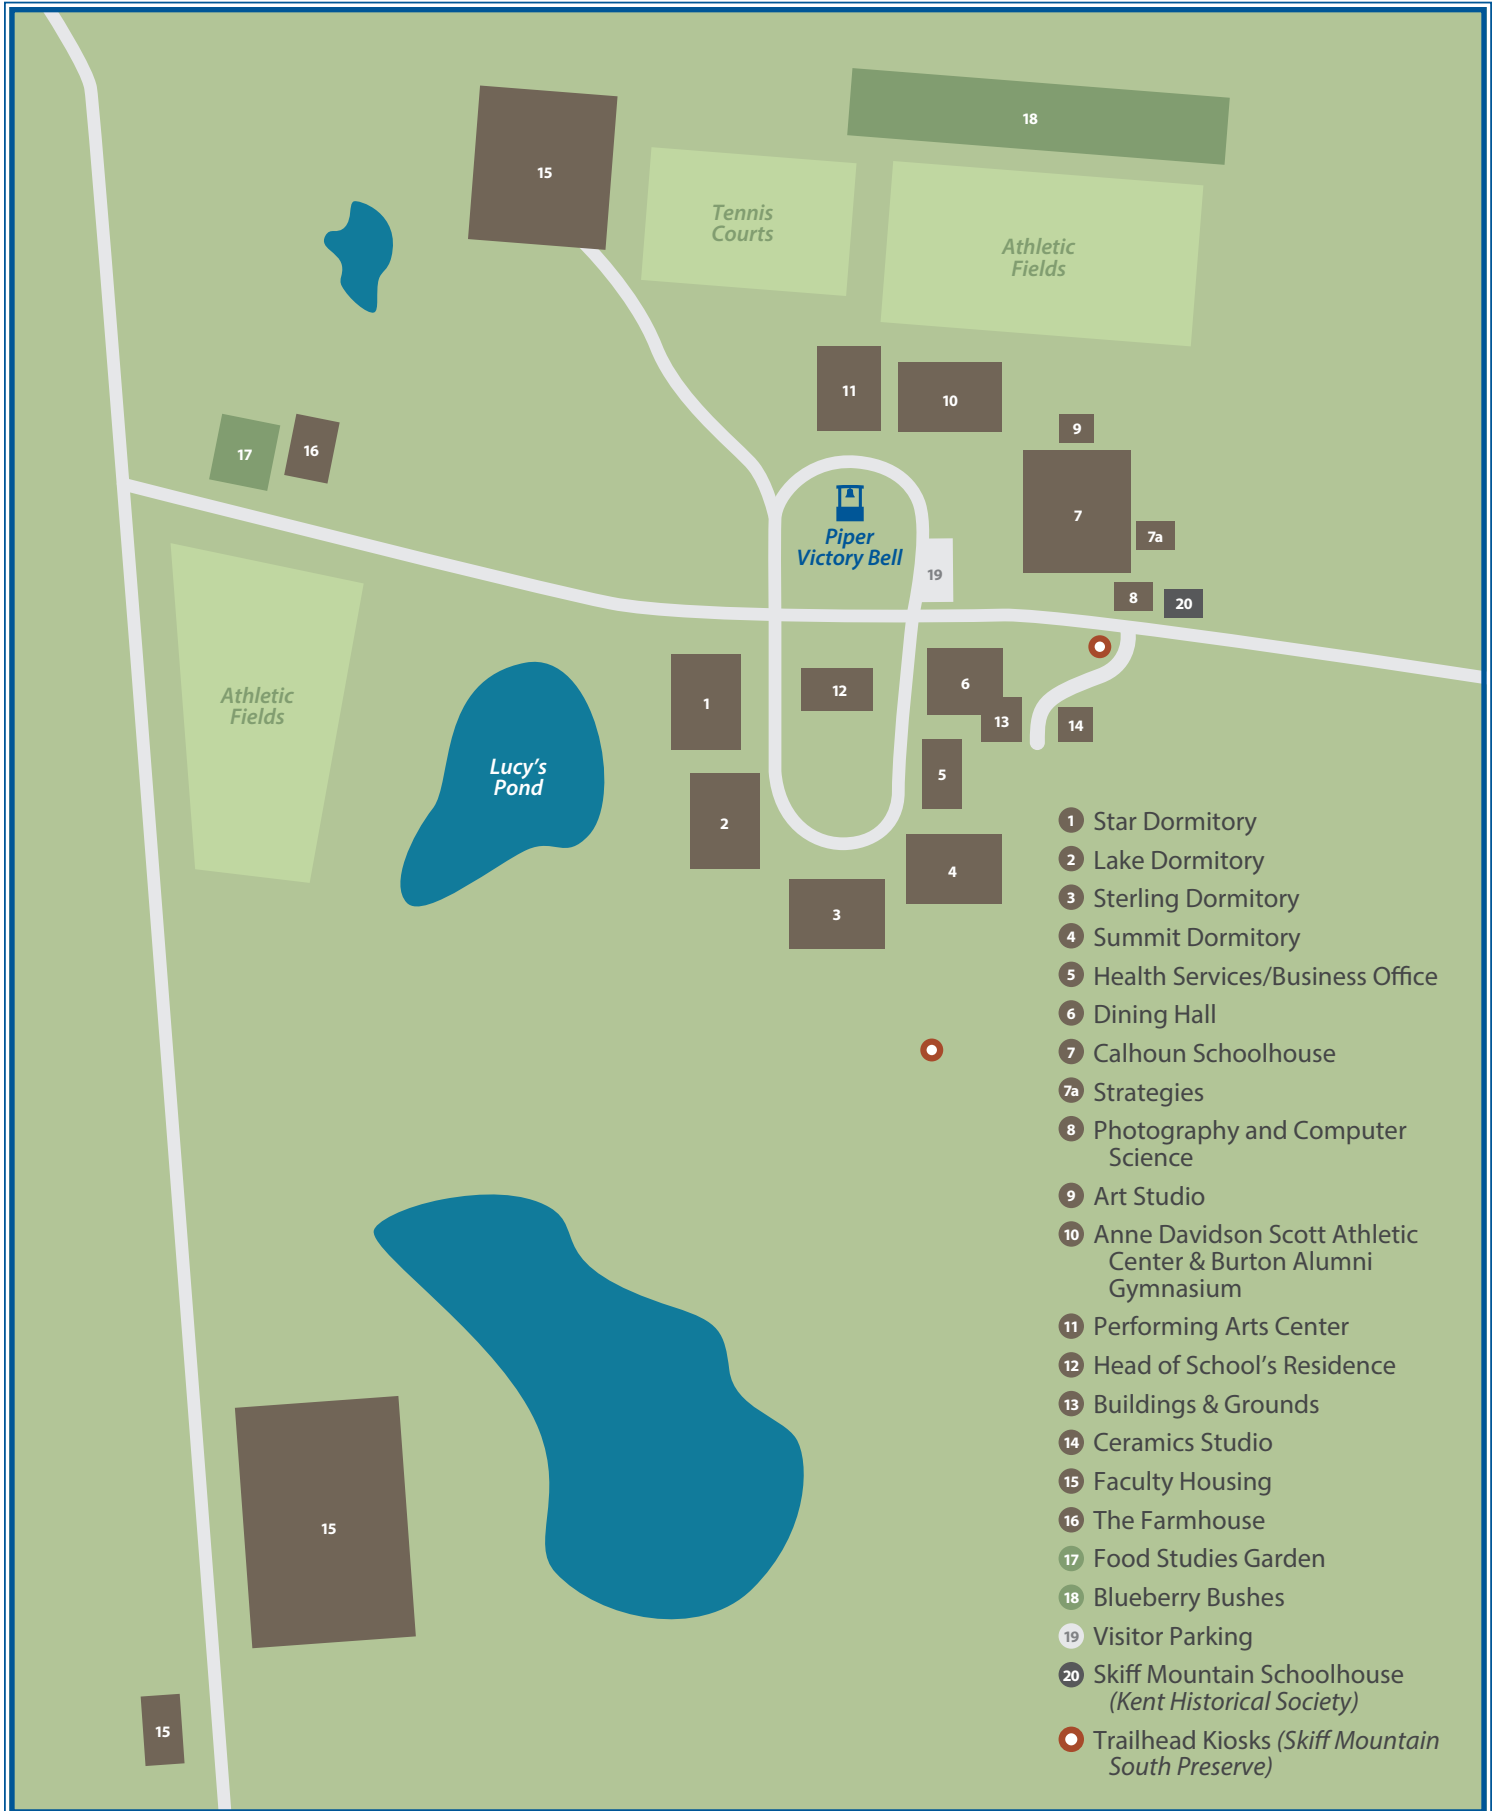 18
15
Tennis
Courts
Athletic
Fields
11
10
9
17
16
7
7a
Piper
Victory Bell
19
8
20
Athletic
Fields
1
12
6
13
14
Lucy's
Pond
5
2
4
3
1 Star Dormitory
2 Lake Dormitory
3 Sterling Dormitory
4 Summit Dormitory
5 Health Services/Business Office
6 Dining Hall
7 Calhoun Schoolhouse
7a Strategies
8 Photography and Computer
Science
9 Art Studio
10 Anne Davidson Scott Athletic
Center & Burton Alumni
Gymnasium
11 Performing Arts Center
12 Head of School's Residence
13 Buildings & Grounds
14 Ceramics Studio
15 Faculty Housing
16 The Farmhouse
17 Food Studies Garden
18 Blueberry Bushes
19 Visitor Parking
20 Skiff Mountain Schoolhouse
(Kent Historical Society)
Trailhead Kiosks (Skiff Mountain
South Preserve)
15
15